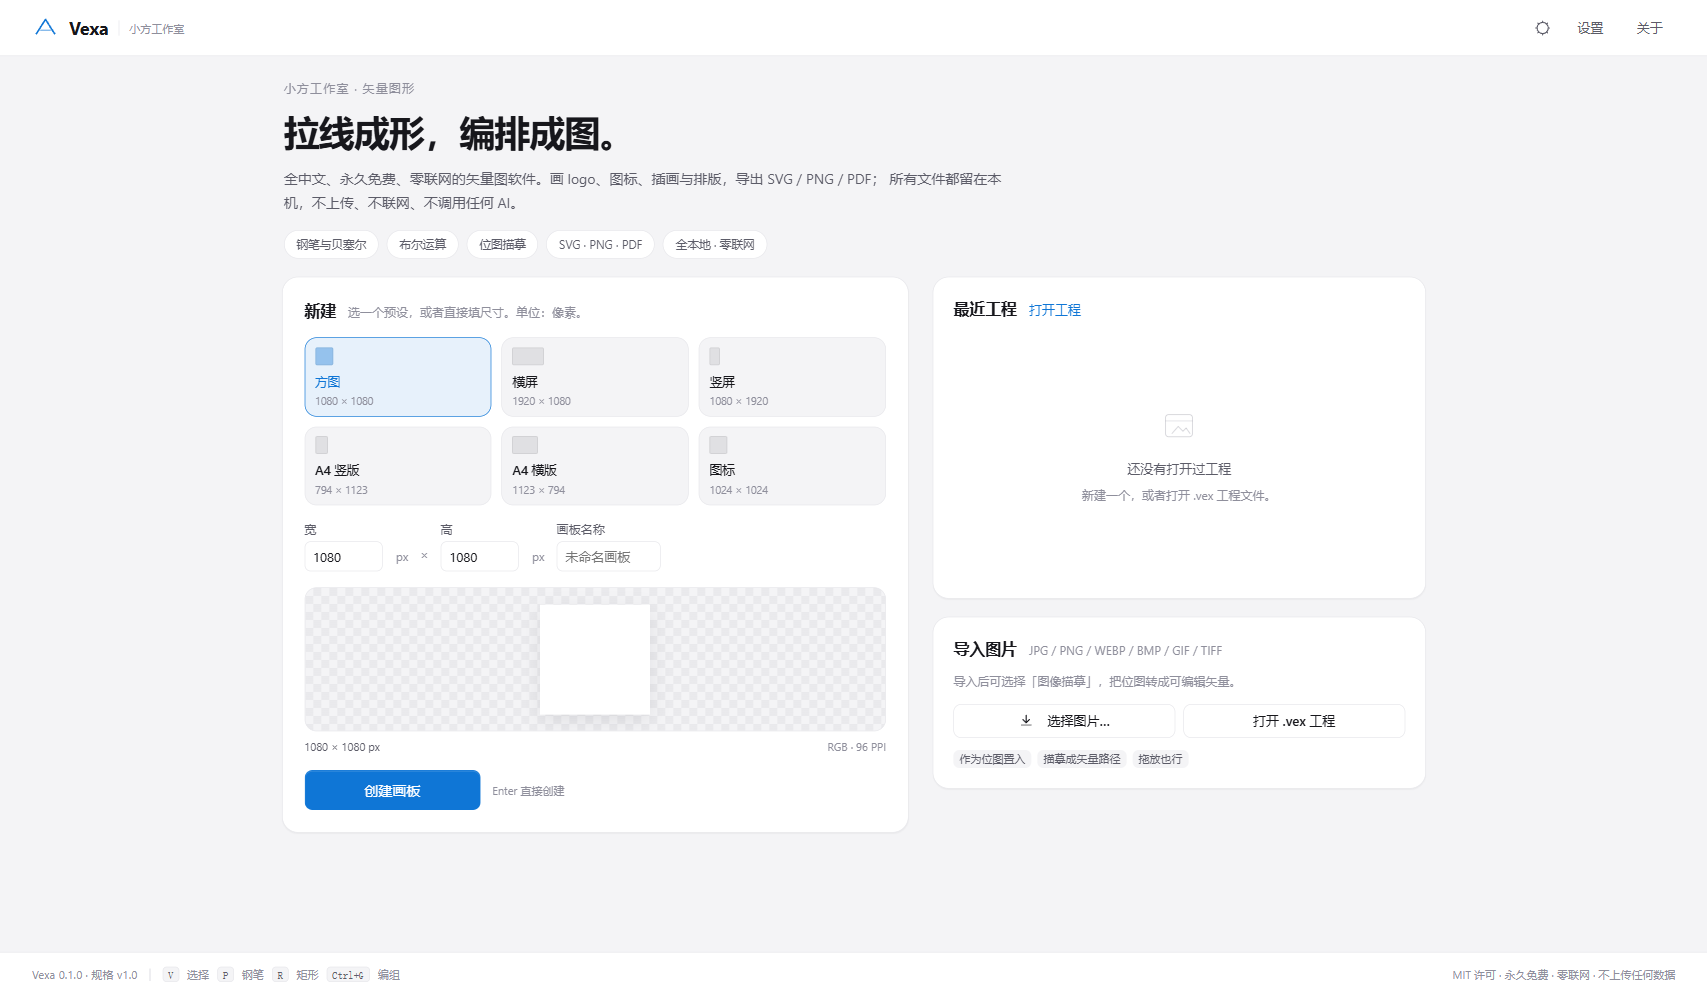 Vexa 小方工作室
设置 关于
小方工作室 · 矢量图形
拉线成形，编排成图。
全中文、永久免费、零联网的矢量图软件。画 logo、图标、插画与排版，导出 SVG / PNG / PDF； 所有文件都留在本
机，不上传、不联网、不调用任何 AI。
钢笔与贝塞尔 布尔运算 位图描摹 SVG · PNG · PDF 全本地 · 零联网
新建 选一个预设，或者直接填尺寸。单位：像素。
方图
1080 × 1080
横屏
1920 × 1080
竖屏
1080 × 1920
A4 竖版
794 × 1123
A4 横版
1123 × 794
图标
1024 × 1024
宽 高 画板名称
1080 px × 1080 px 未命名画板
1080 × 1080 px RGB · 96 PPI
创建画板 Enter 直接创建
最近工程 打开工程
还没有打开过工程
新建一个，或者打开 .vex 工程文件。
导入图片 JPG / PNG / WEBP / BMP / GIF / TIFF
导入后可选择「图像描摹」，把位图转成可编辑矢量。
选择图片... 打开 .vex 工程
作为位图置入 描摹成矢量路径 拖放也行
Vexa 0.1.0 · 规格 v1.0 V 选择 P 钢笔 R 矩形 Ctrl+G 编组
MIT 许可 · 永久免费 · 零联网 · 不上传任何数据